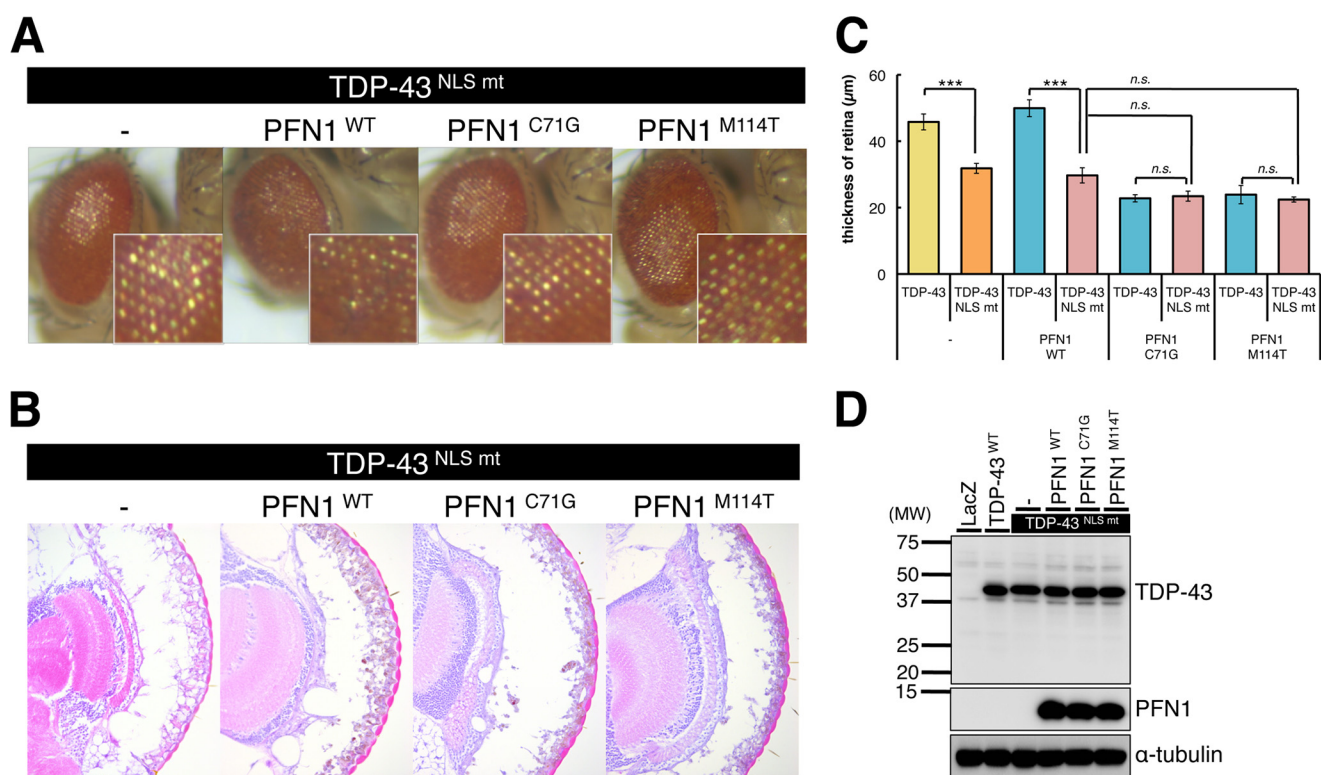 A
TDP-43 NLS mt
-
PFN1 WT
PFN1 C71G
PFN1 M114T
B
TDP-43 NLS mt
-
PFN1 WT
PFN1 C71G
PFN1 M114T
C
thickness of retina (µm)
60
40
20
0
***
***
n.s.
n.s.
n.s.
n.s.
TDP-43
TDP-43 NLS mt
TDP-43
TDP-43 NLS mt
TDP-43
TDP-43 NLS mt
TDP-43
TDP-43 NLS mt
-
PFN1 WT
PFN1 C71G
PFN1 M114T
D
(MW)
LacZ
TDP-43 WT
-
PFN1 WT
PFN1 C71G
PFN1 M114T
TDP-43 NLS mt
75
50
37
25
20
15
TDP-43
PFN1
α-tubulin